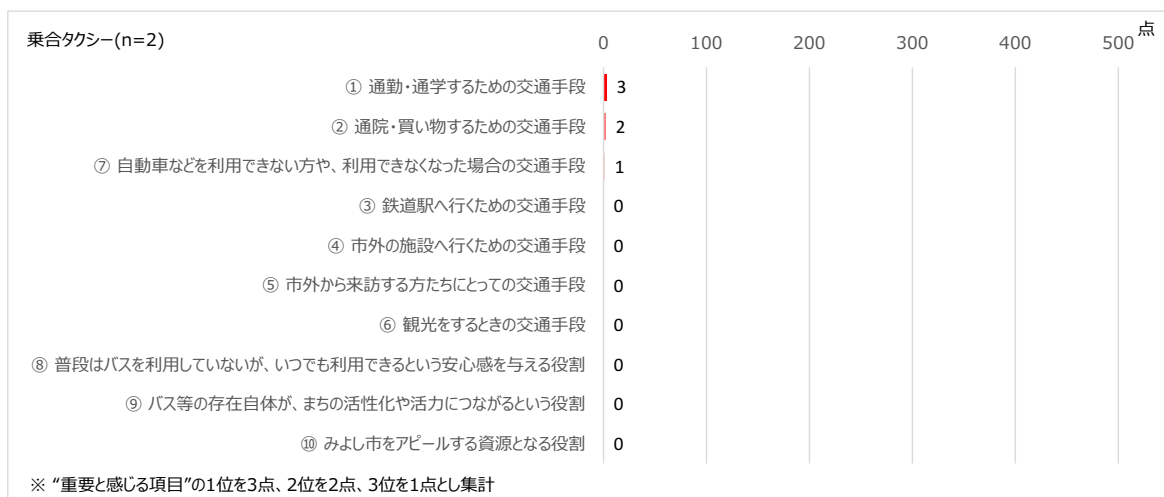 乗合タクシー(n=2)
0 100 200 300 400 500 点
① 通勤・通学するための交通手段 3
② 通院・買い物するための交通手段 2
⑦ 自動車などを利用できない方や、利用できなくなった場合の交通手段 1
③ 鉄道駅へ行くための交通手段 0
④ 市外の施設へ行くための交通手段 0
⑤ 市外から来訪する方たちにとっての交通手段 0
⑥ 観光をするときの交通手段 0
⑧ 普段はバスを利用していないが、いつでも利用できるという安心感を与える役割 0
⑨ バス等の存在自体が、まちの活性化や活力につながるという役割 0
⑩ みよし市をアピールする資源となる役割 0
※ “重要と感じる項目”の1位を3点、2位を2点、3位を1点とし集計